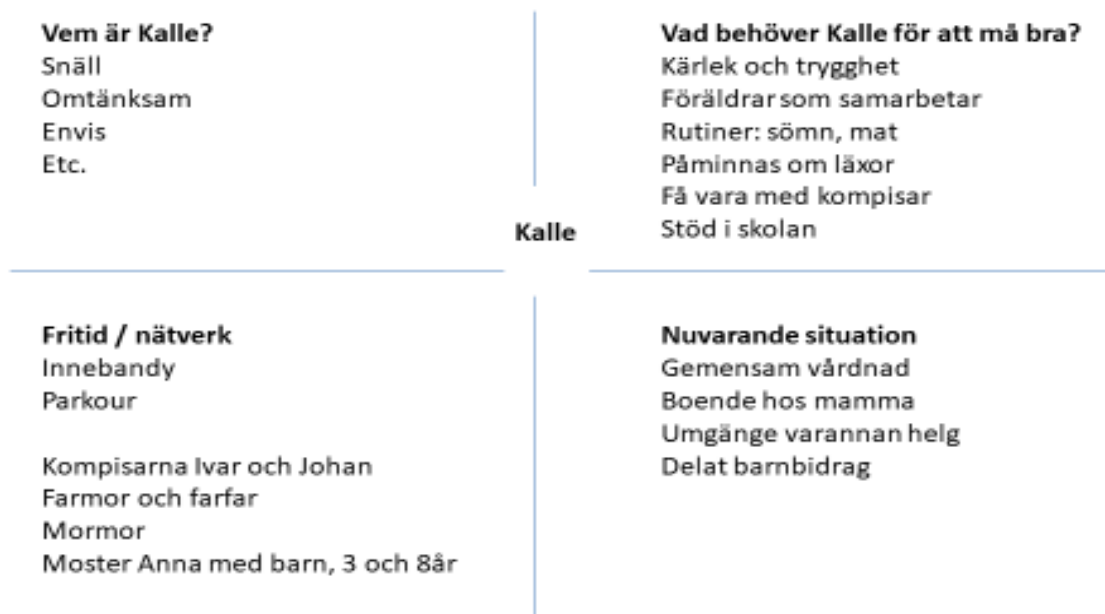 Vem är Kalle?
Snäll
Omtänksam
Envis
Etc.
Vad behöver Kalle för att må bra?
Kärlek och trygghet
Föräldrar som samarbetar
Rutiner: sömn, mat
Påminnas om läxor
Få vara med kompisar
Stöd i skolan
Kalle
Fritid / nätverk
Innebandy
Parkour
Kompisarna Ivar och Johan
Farmor och farfar
Mormor
Moster Anna med barn, 3 och 8år
Nuvarande situation
Gemensam vårdnad
Boende hos mamma
Umgänge varannan helg
Delat barnbidrag